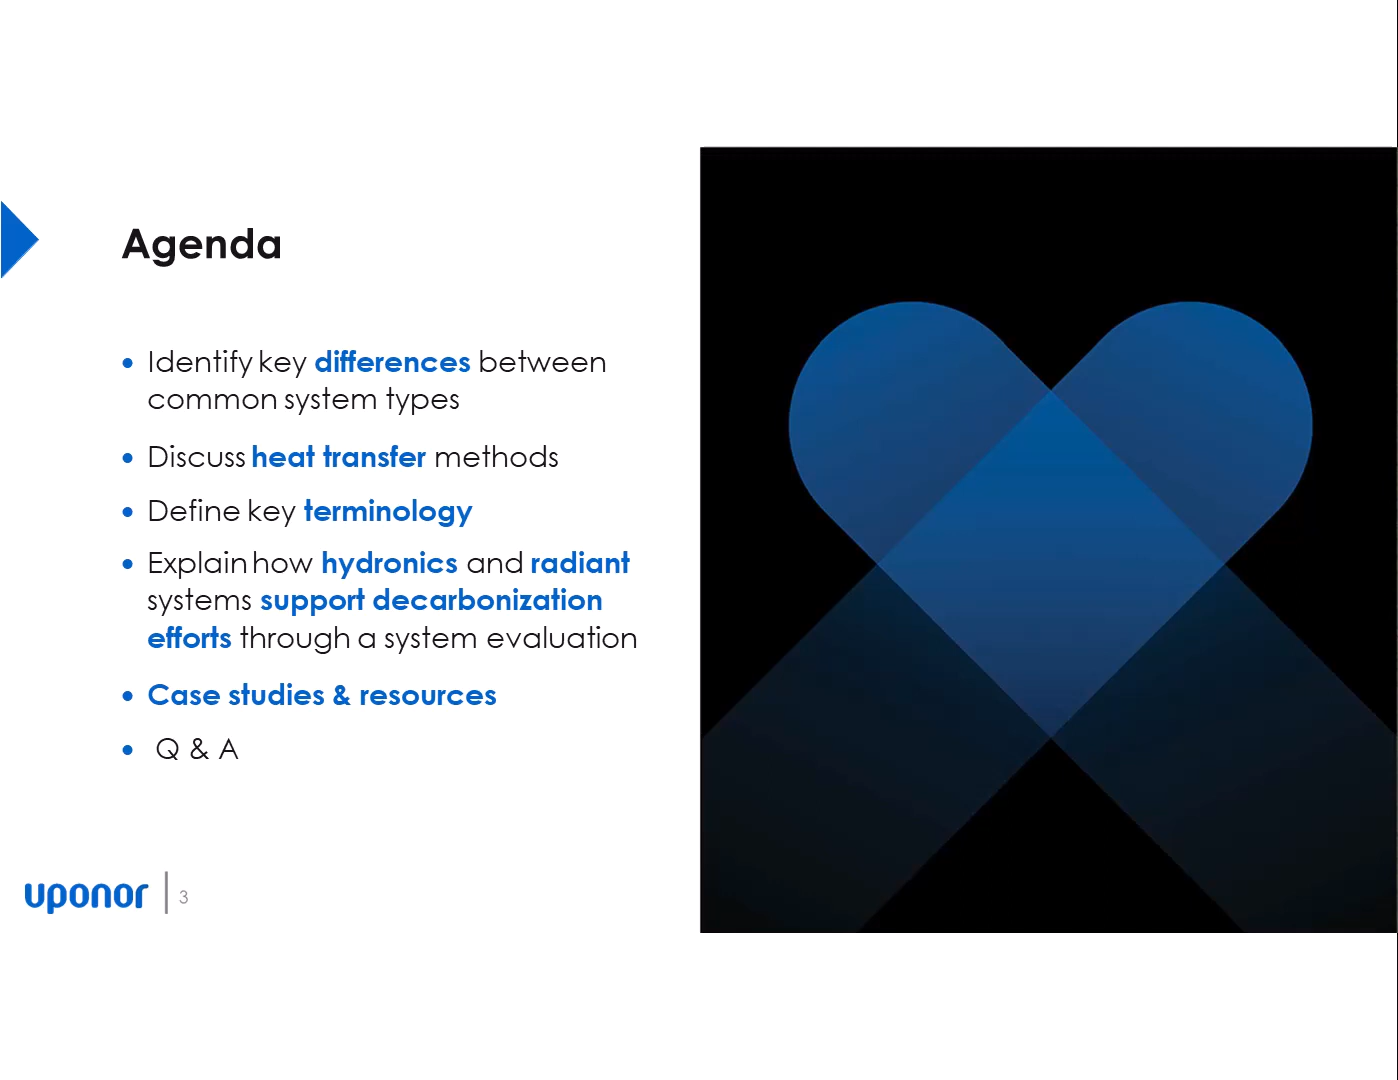 Agenda
• Identify key differences between
common system types
• Discuss heat transfer methods
• Define key terminology
• Explain how hydronics and radiant
systems support decarbonization
efforts through a system evaluation
• Case studies & resources
• Q & A
uponor | 3